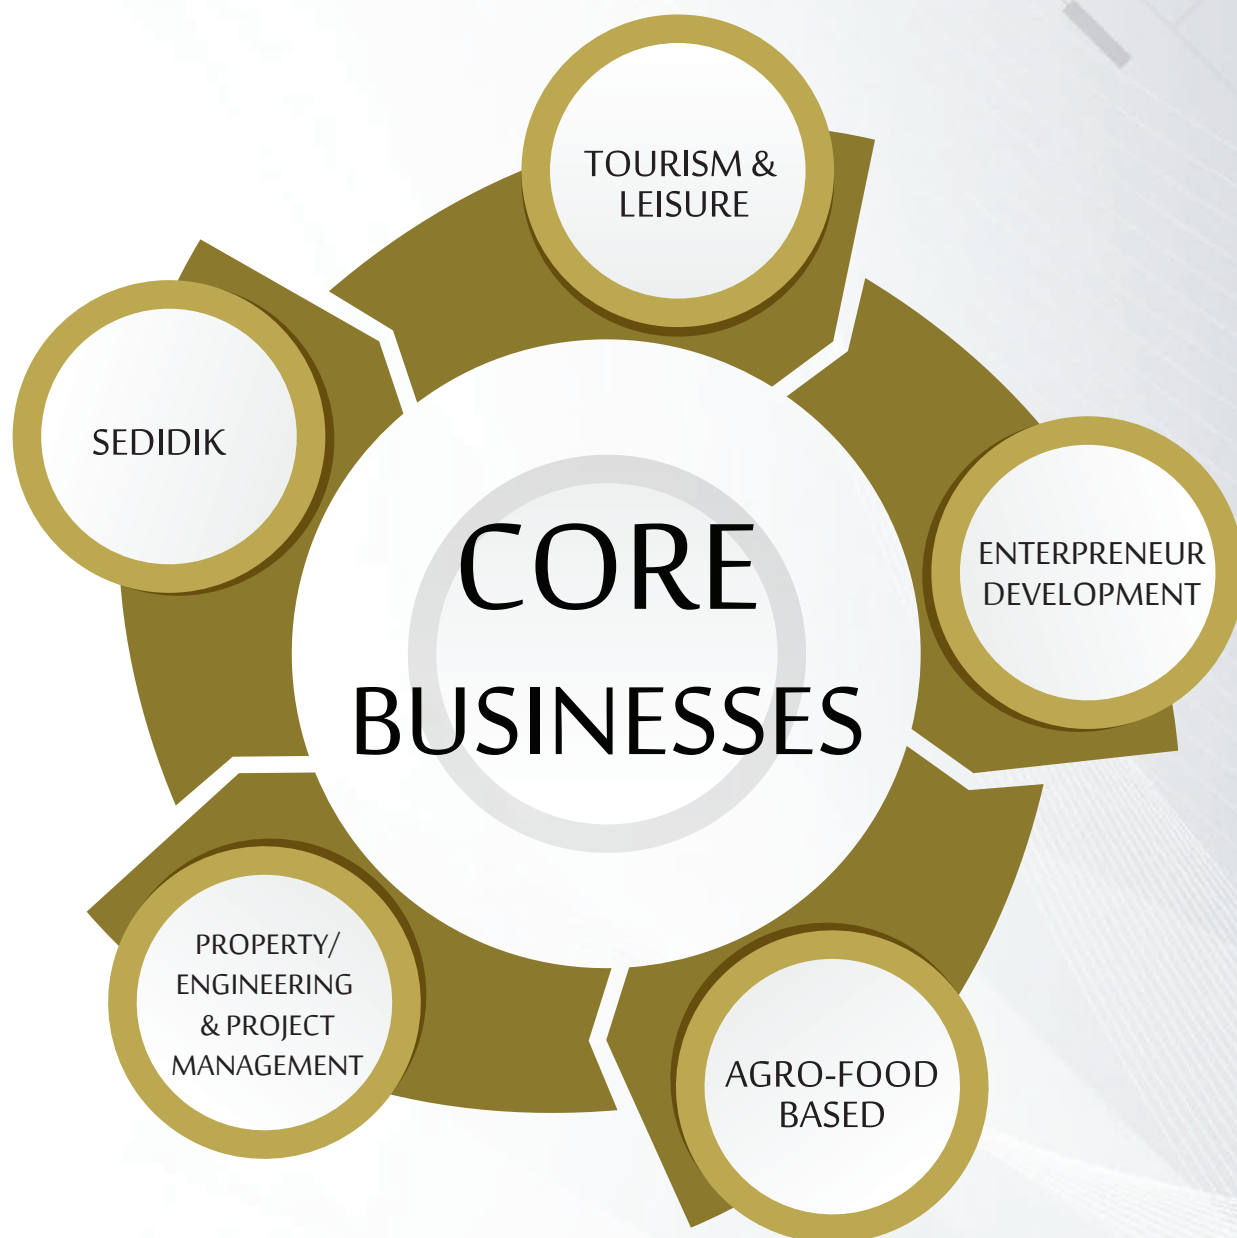 TOURISM &
LEISURE
SEDIDIK
CORE
BUSINESSES
ENTERPRENEUR
DEVELOPMENT
PROPERTY/
ENGINEERING
& PROJECT
MANAGEMENT
AGRO-FOOD
BASED